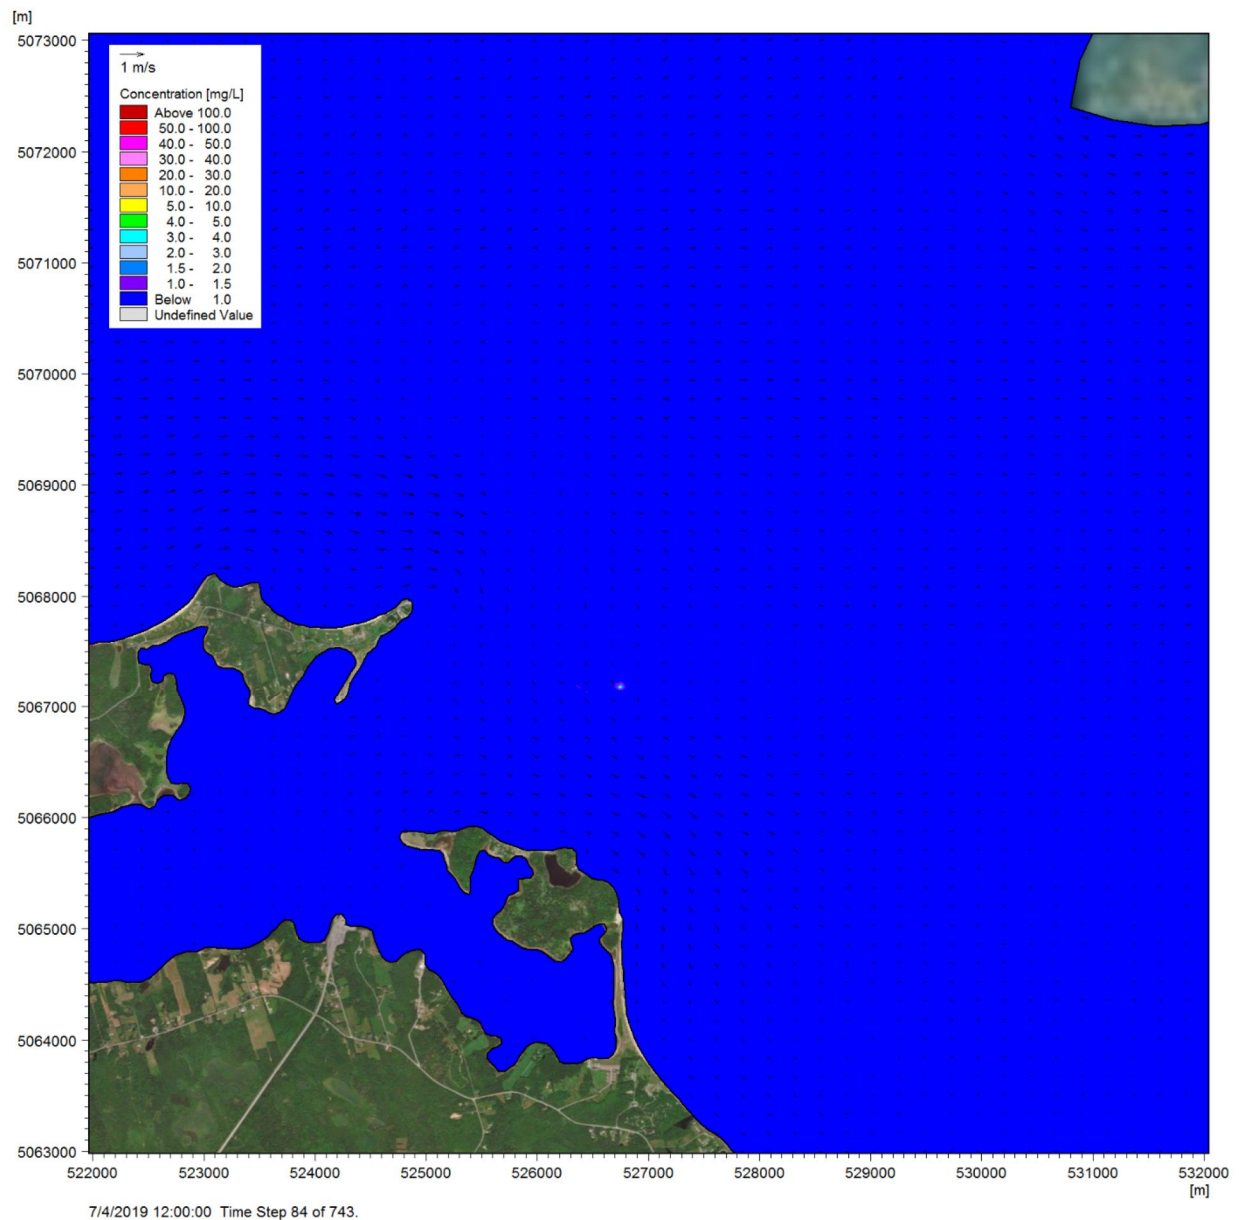 [m]
5073000
1 m/s
Concentration [mg/L]
Above 100.0
50.0 - 100.0
40.0 - 50.0
30.0 - 40.0
20.0 - 30.0
10.0 - 20.0
5.0 - 10.0
4.0 - 5.0
3.0 - 4.0
2.0 - 3.0
1.5 - 2.0
1.0 - 1.5
Below 1.0
Undefined Value
5072000
5071000
5070000
5069000
5068000
5067000
5066000
5065000
5064000
5063000
522000 523000 524000 525000 526000 527000 528000 529000 530000 531000 532000
[m]
7/4/2019 12:00:00 Time Step 84 of 743.